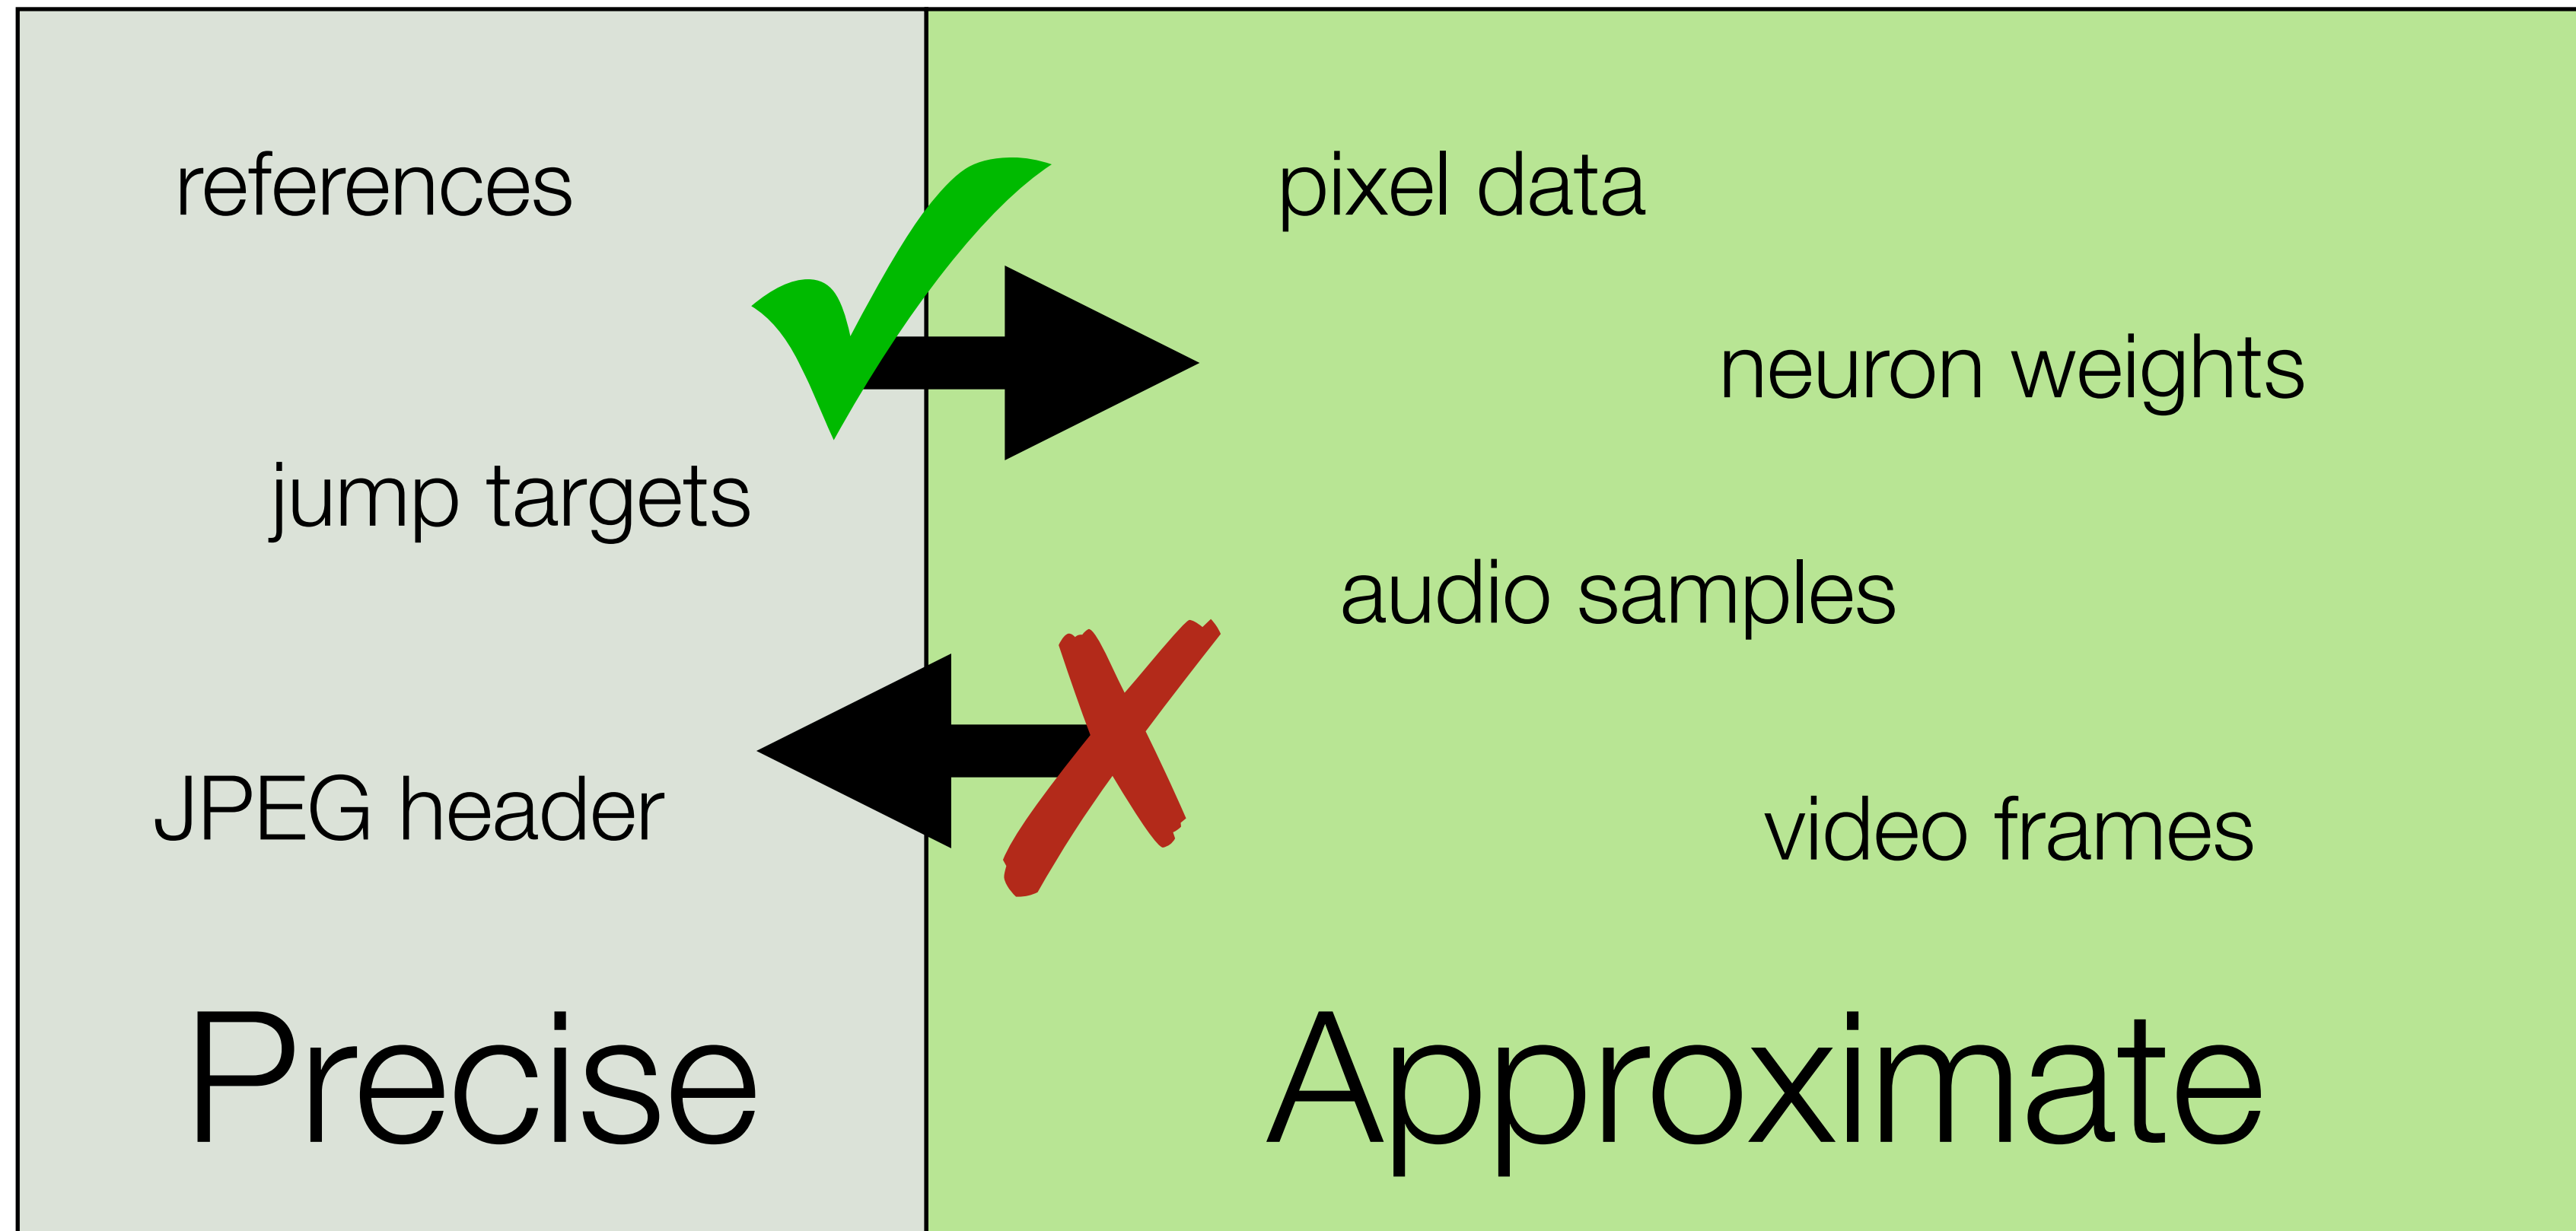 references
jump targets
JPEG header
Precise
pixel data
neuron weights
audio samples
video frames
Approximate